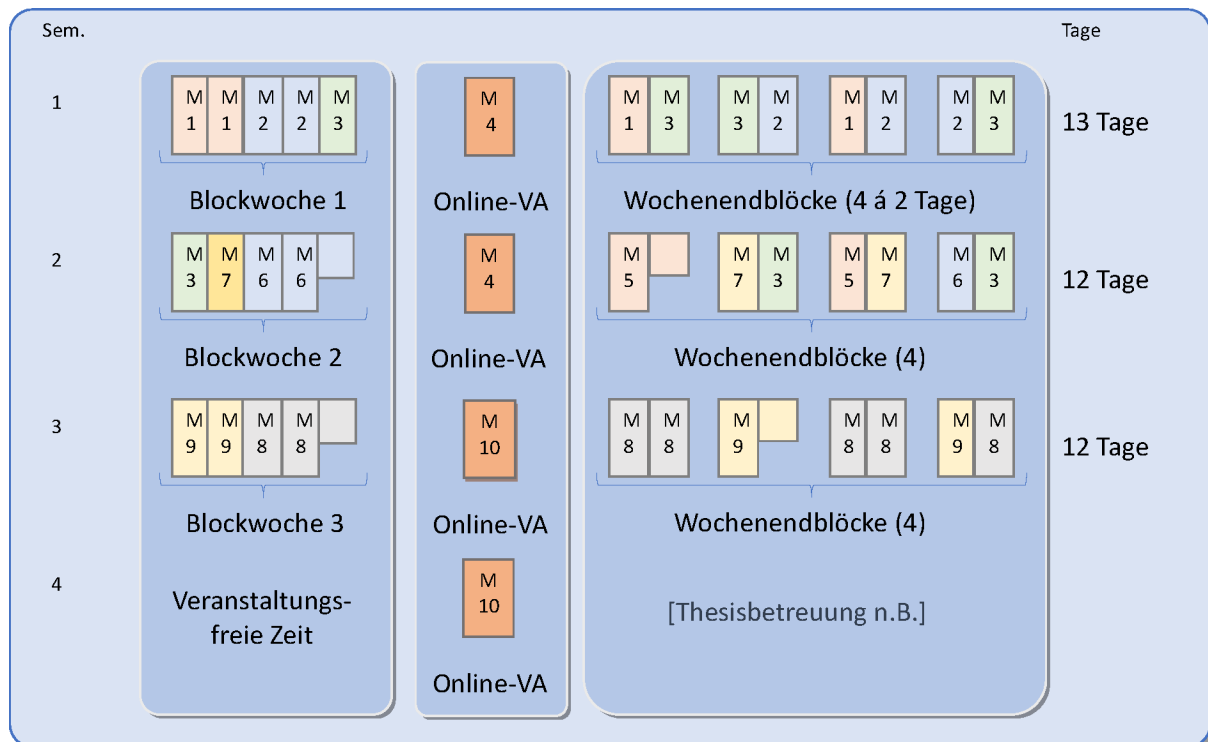 Sem.
Tage
1
M M M M M
1 1 2 2 3
M
4
M M
1 3
M M
3 2
M M
1 2
M M
2 3
13 Tage
Blockwoche 1
Online-VA
Wochenendblöcke (4 á 2 Tage)
2
M M M M
3 7 6 6
M
4
M
5
M M
7 3
M M
5 7
M M
6 3
12 Tage
Blockwoche 2
Online-VA
Wochenendblöcke (4)
3
M M M M
9 9 8 8
M
10
M M
8 8
M
9
M M
8 8
M M
9 8
12 Tage
Blockwoche 3
Online-VA
Wochenendblöcke (4)
4
Veranstaltungs-
freie Zeit
M
10
[Thesisbetreuung n.B.]
Online-VA